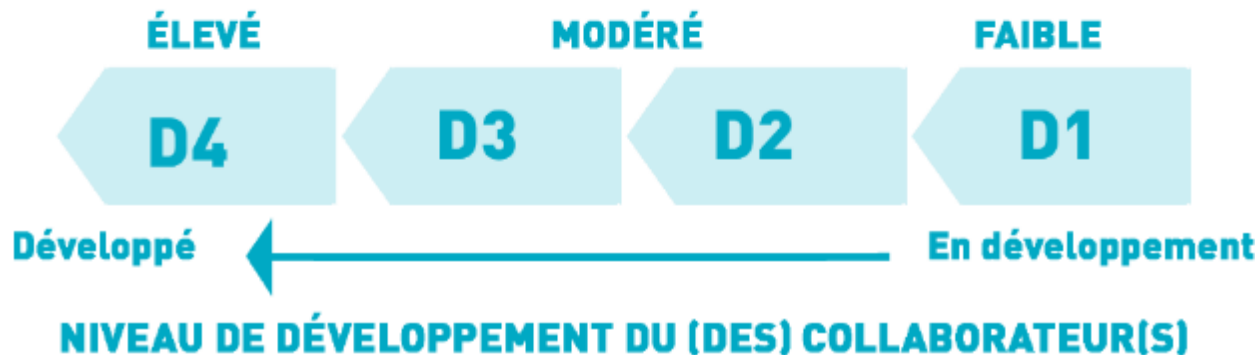 ÉLEVÉ MODÉRÉ FAIBLE
D4 D3 D2 D1
Développé En développement
NIVEAU DE DÉVELOPPEMENT DU (DES) COLLABORATEUR(S)